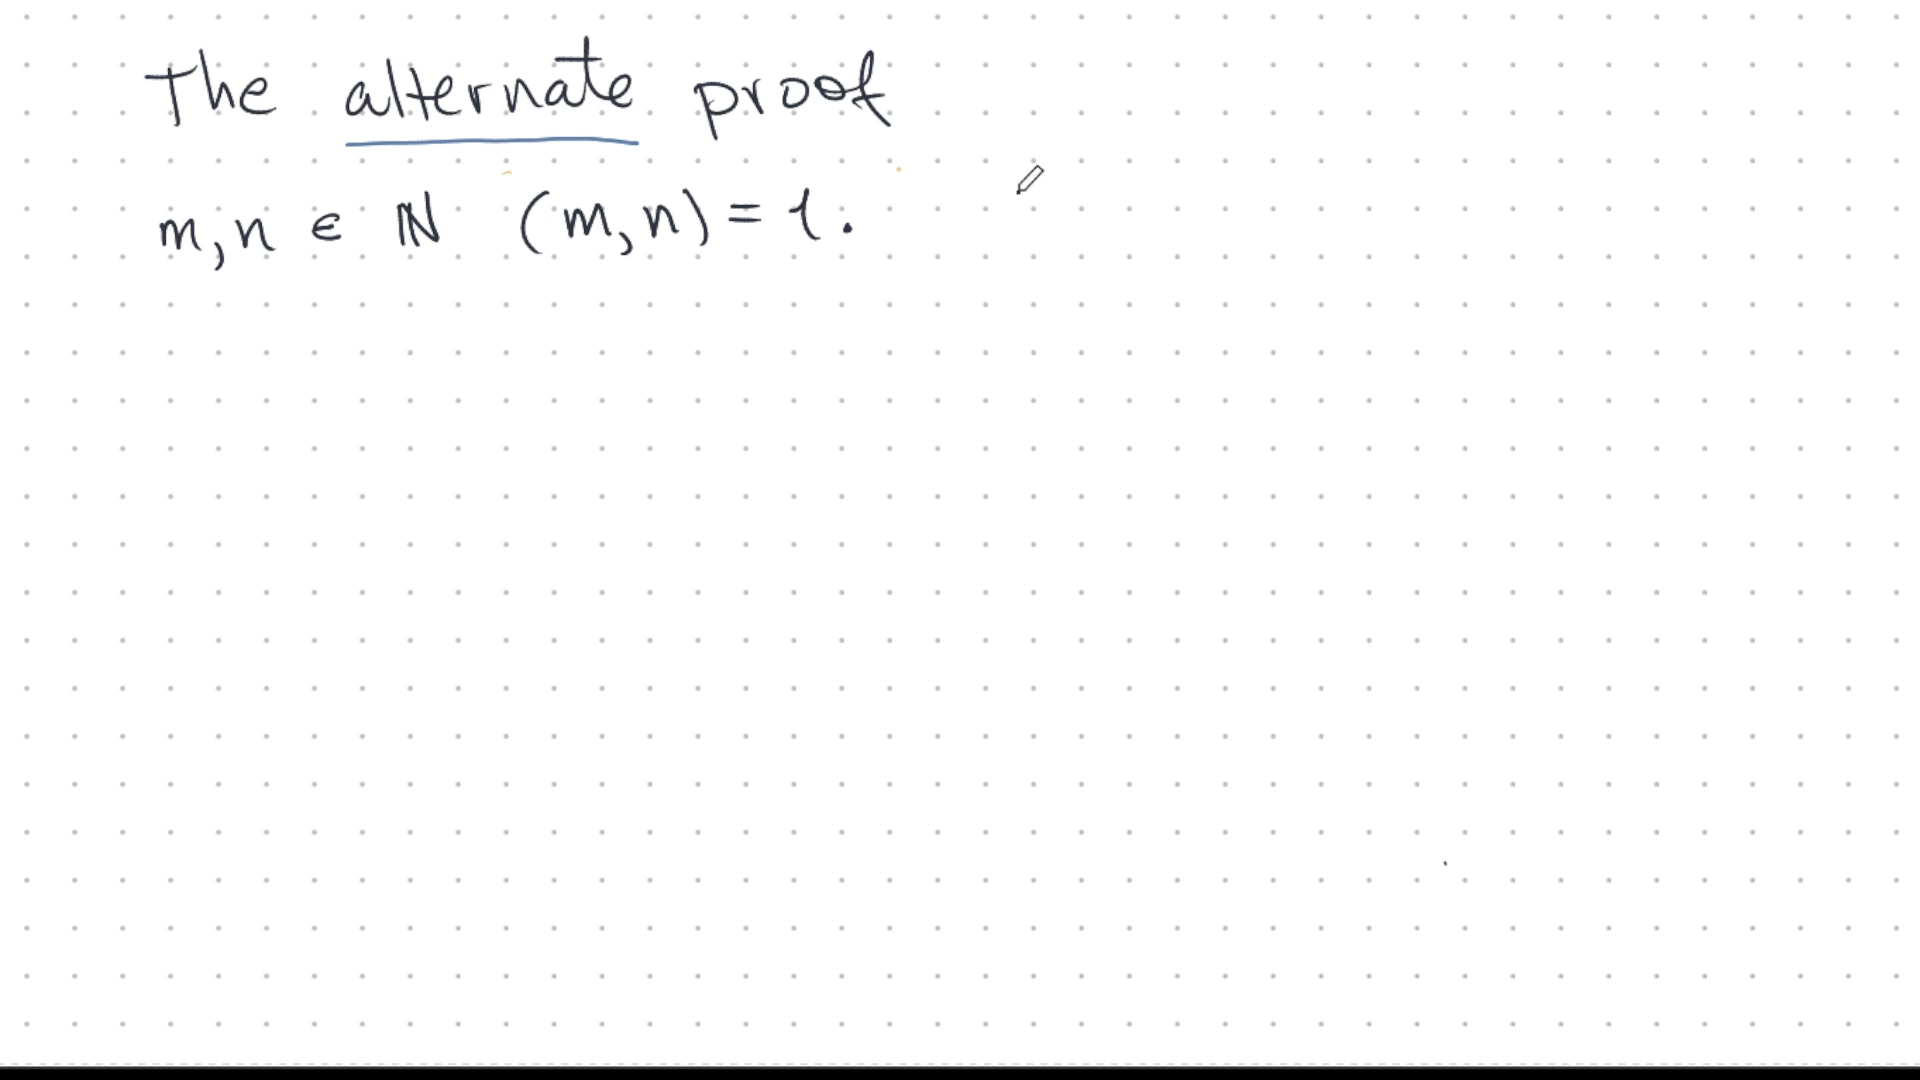 The alternate proof
m,n ∈ ℕ (m,n) = 1.